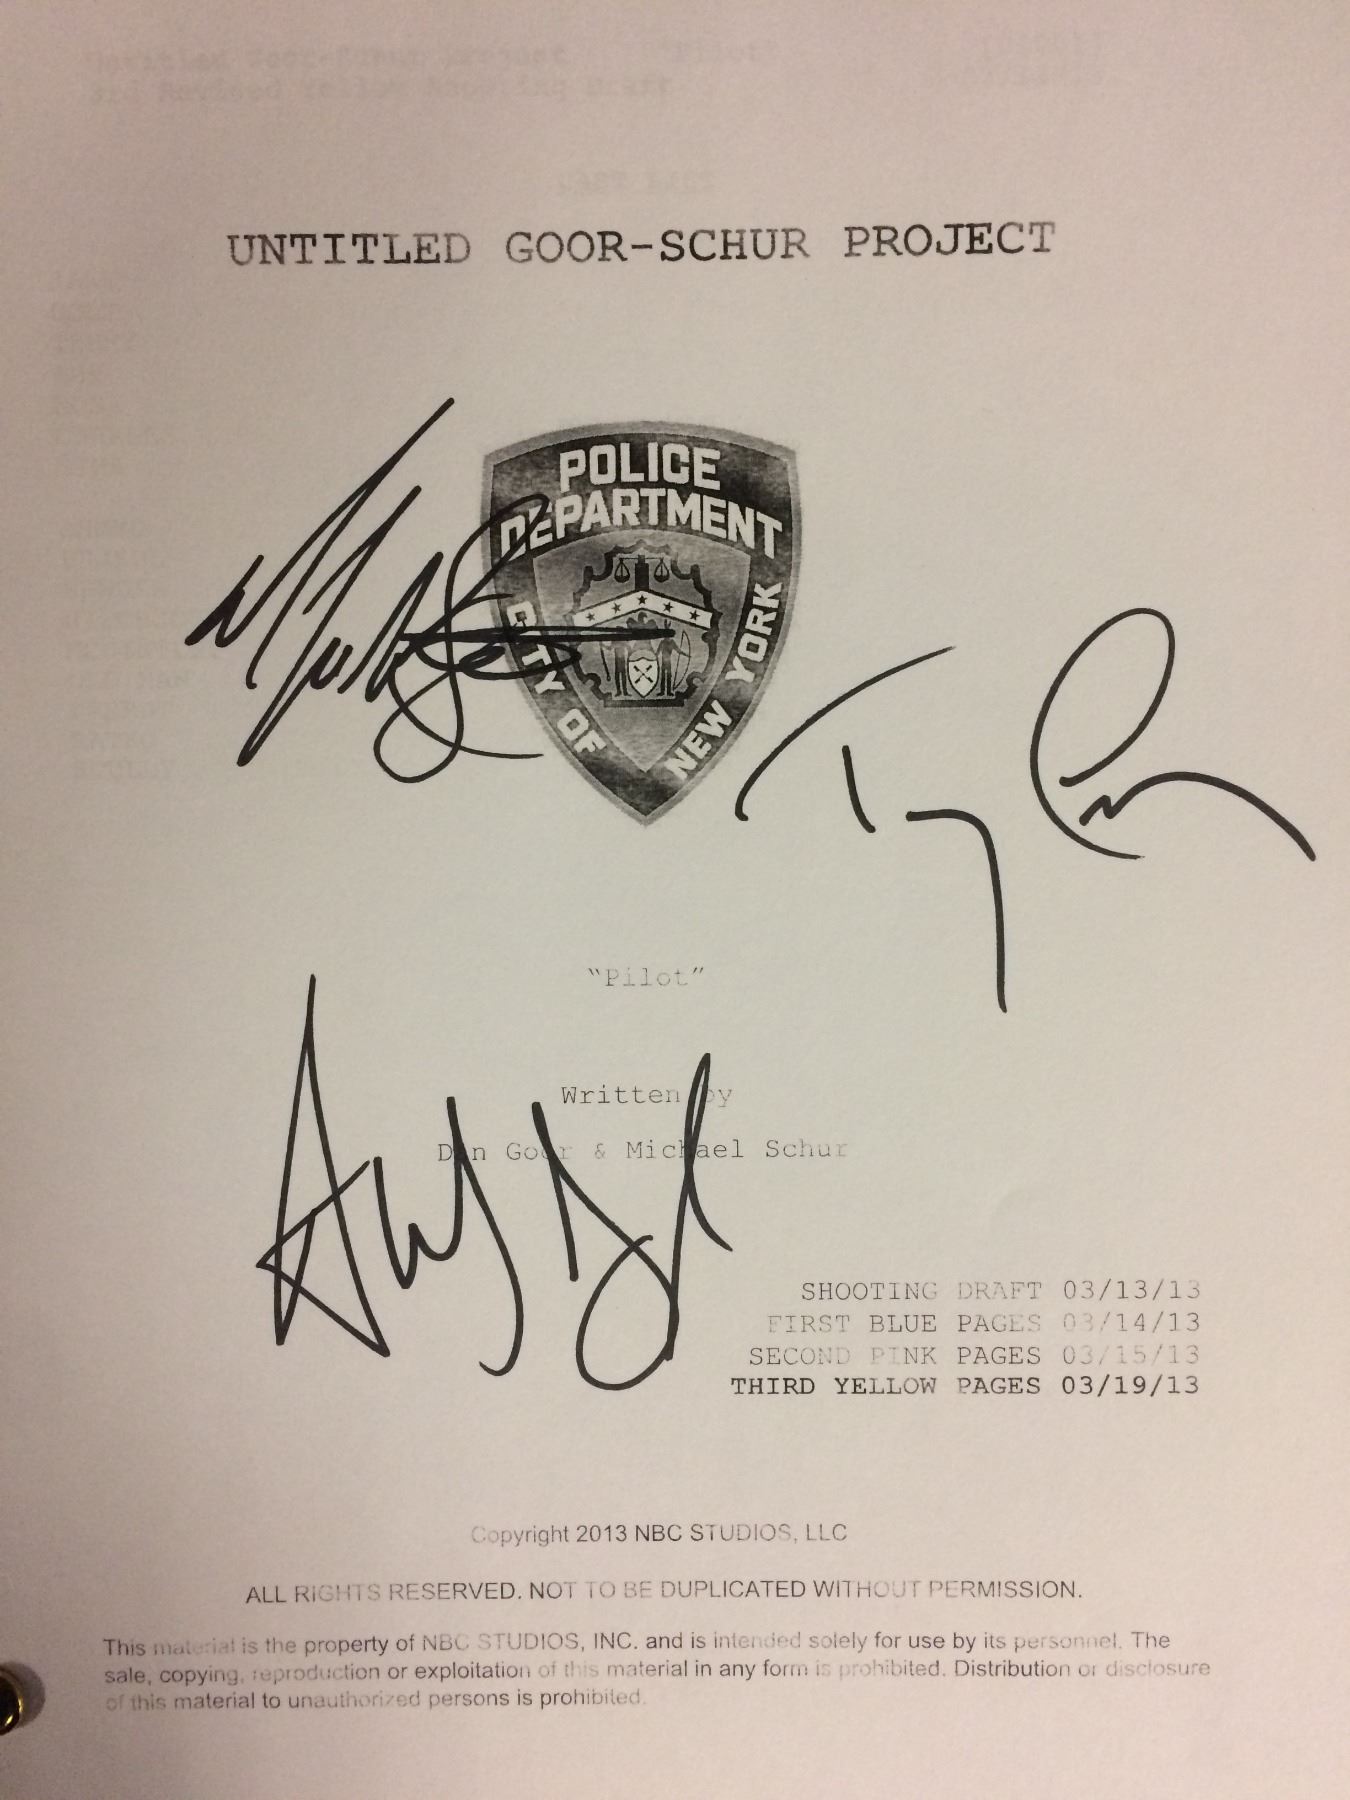 UNTITLED GOOR-SCHUR PROJECT
POLICE
DEPARTMENT
CITY OF
NEW YORK
"Pilot"
Written by
Dan Goor & Michael Schur
SHOOTING DRAFT 03/13/13
FIRST BLUE PAGES 03/14/13
SECOND PINK PAGES 03/15/13
THIRD YELLOW PAGES 03/19/13
Copyright 2013 NBC STUDIOS, LLC
ALL RIGHTS RESERVED. NOT TO BE DUPLICATED WITHOUT PERMISSION.
This material is the property of NBC STUDIOS, INC. and is intended solely for use by its personnel. The
sale, copying, reproduction or exploitation of this material in any form is prohibited. Distribution or disclosure
of this material to unauthorized persons is prohibited.